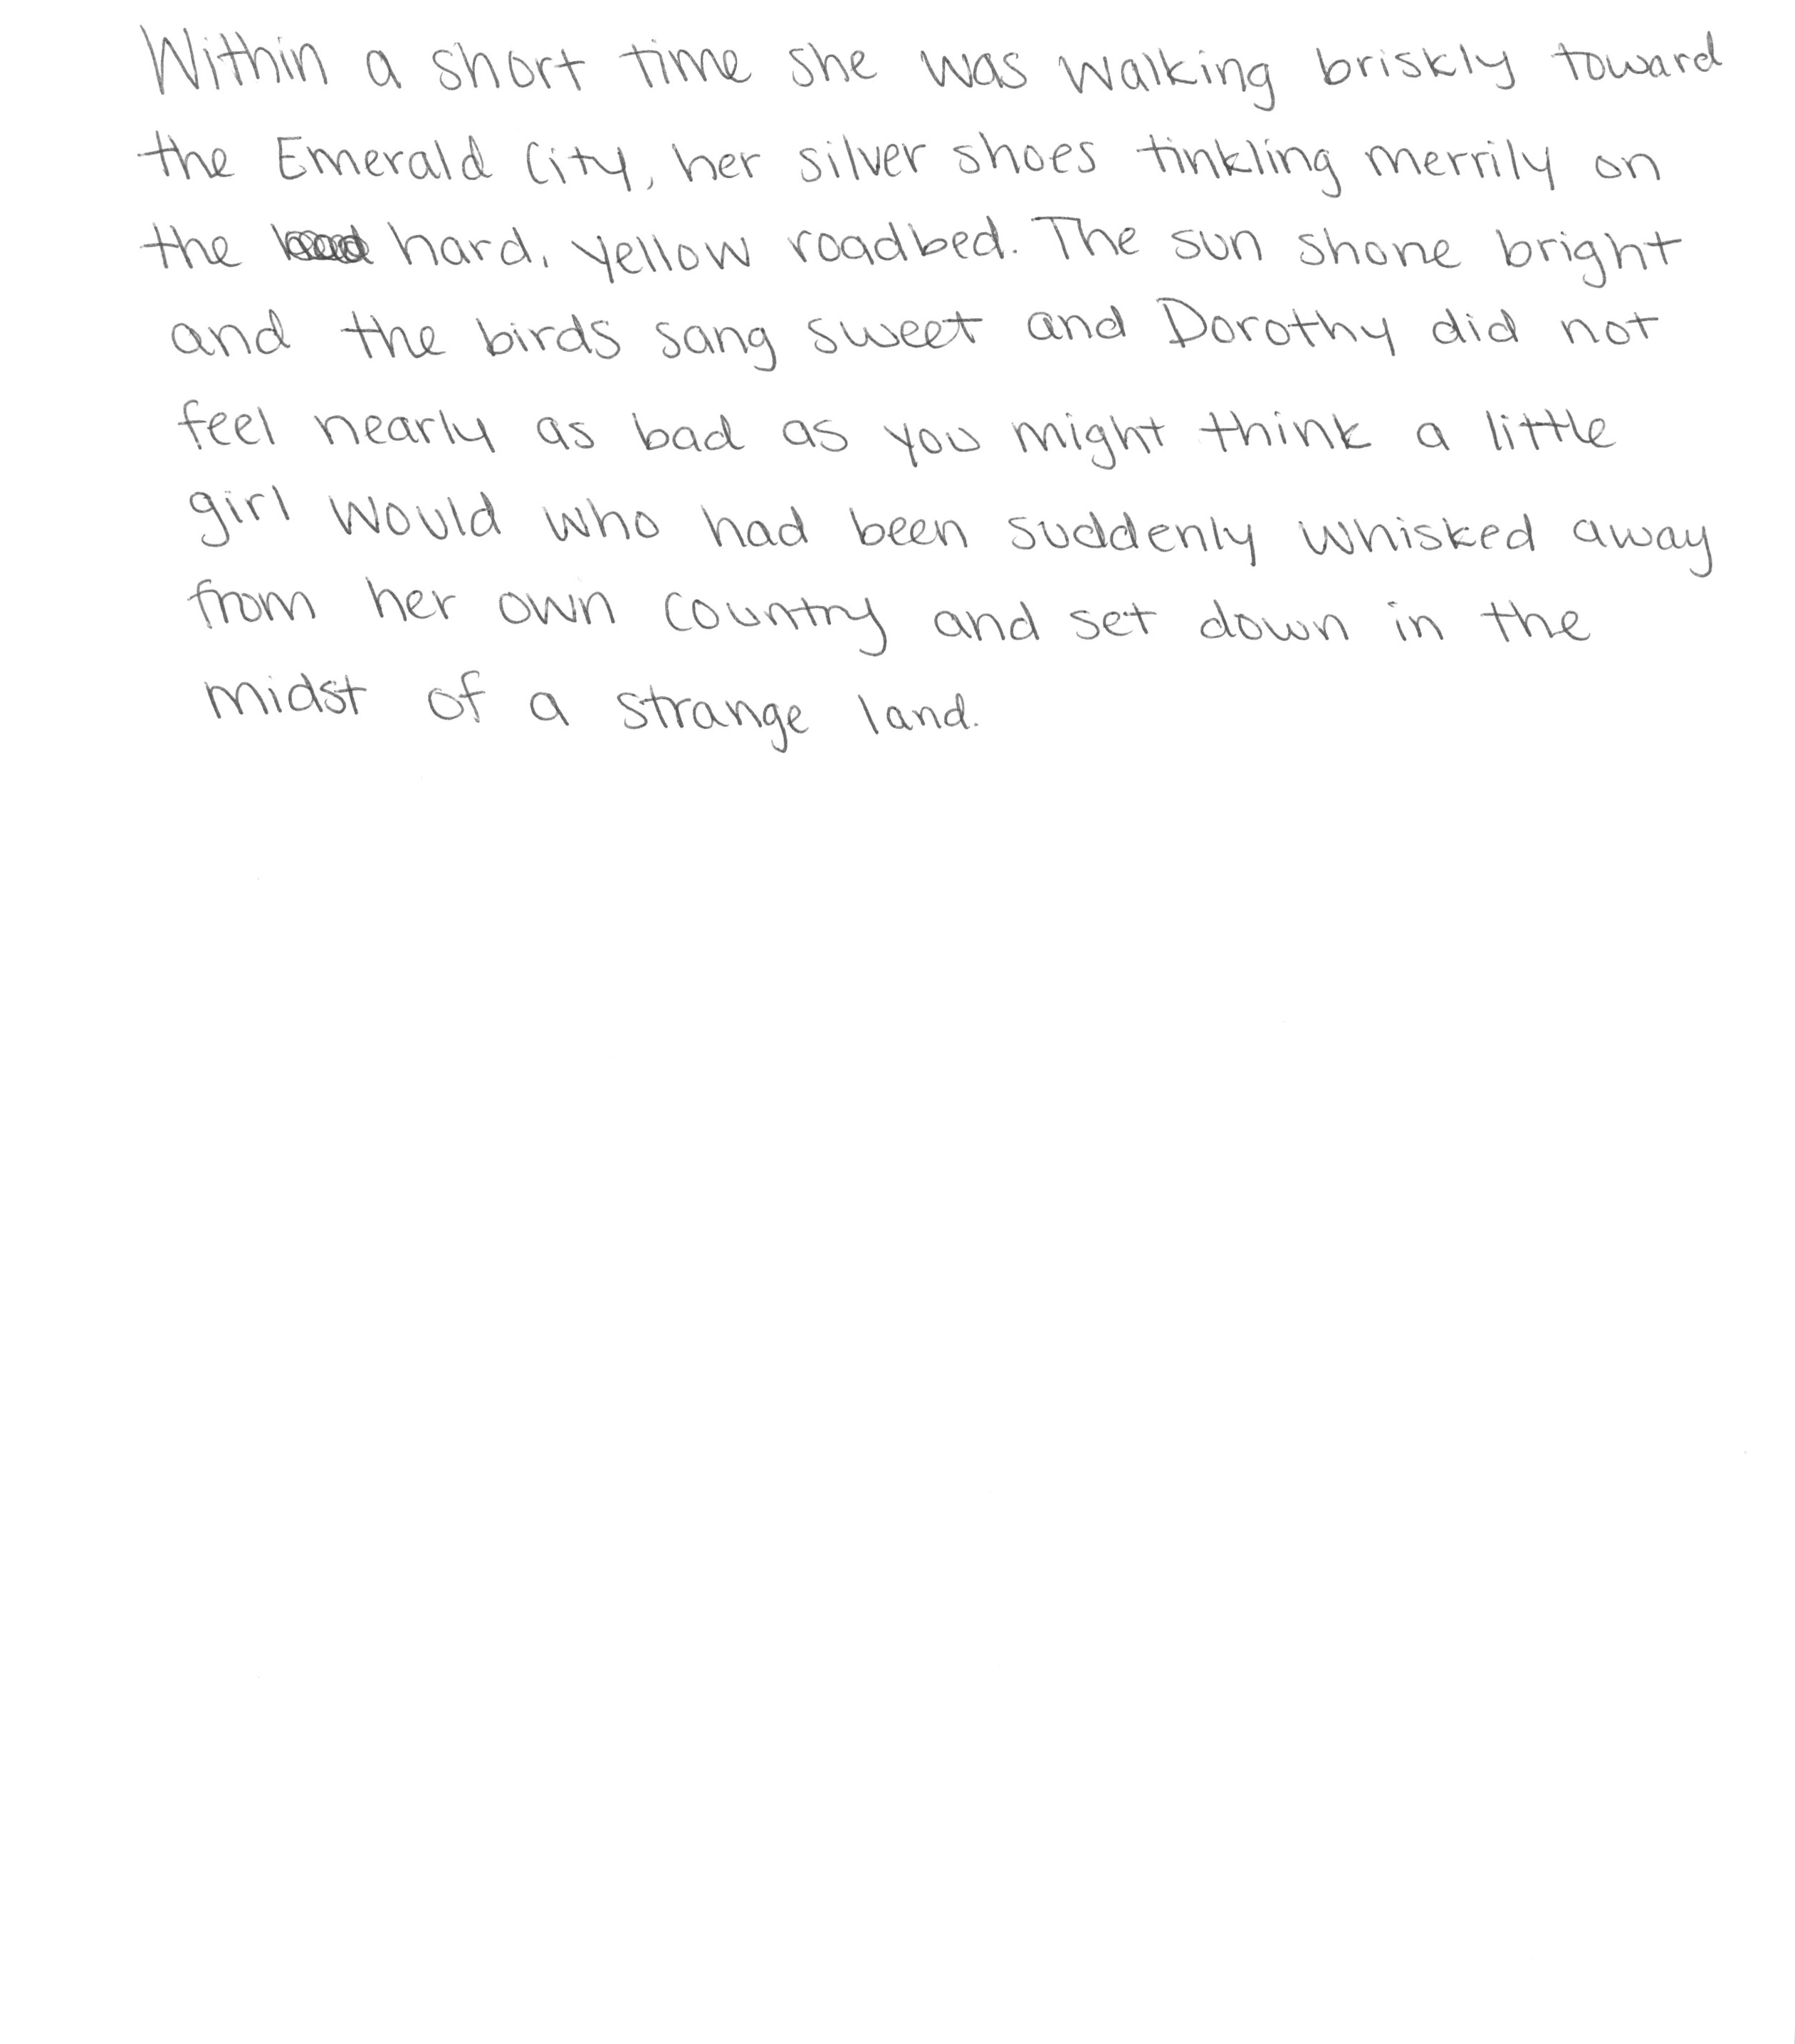 Within a short time she was walking briskly toward
the Emerald City, her silver shoes tinkling merrily on
the hard, yellow roadbed. The sun shone bright
and the birds sang sweet and Dorothy did not
feel nearly as bad as you might think a little
girl would who had been suddenly whisked away
from her own country and set down in the
midst of a strange land.